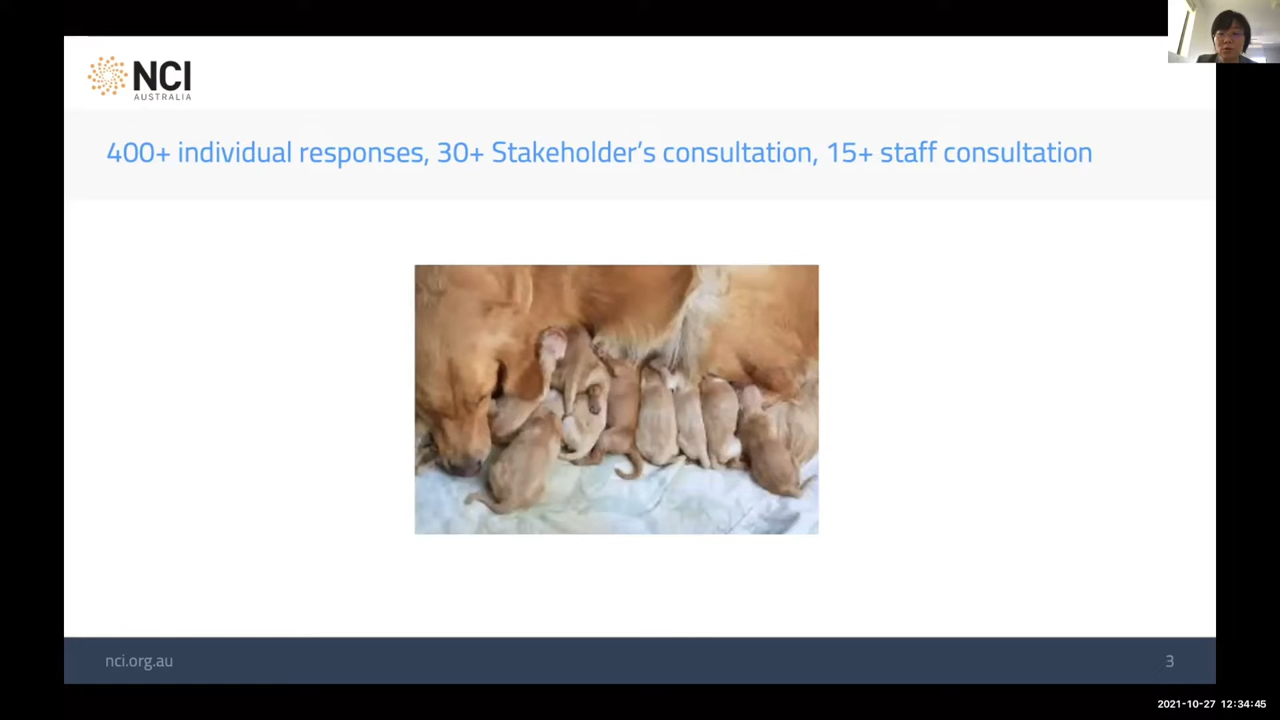 NCI
AUSTRALIA
400+ individual responses, 30+ Stakeholder's consultation, 15+ staff consultation
nci.org.au
3
2021-10-27 12:34:45